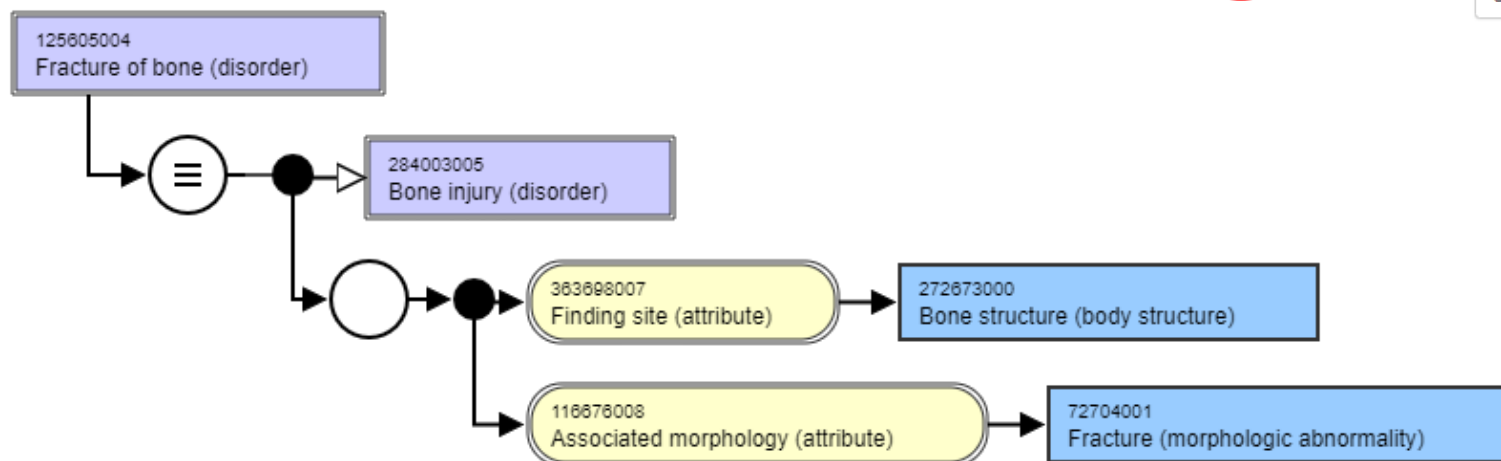 125605004
Fracture of bone (disorder)
284003005
Bone injury (disorder)
363698007
Finding site (attribute)
272673000
Bone structure (body structure)
116676008
Associated morphology (attribute)
72704001
Fracture (morphologic abnormality)